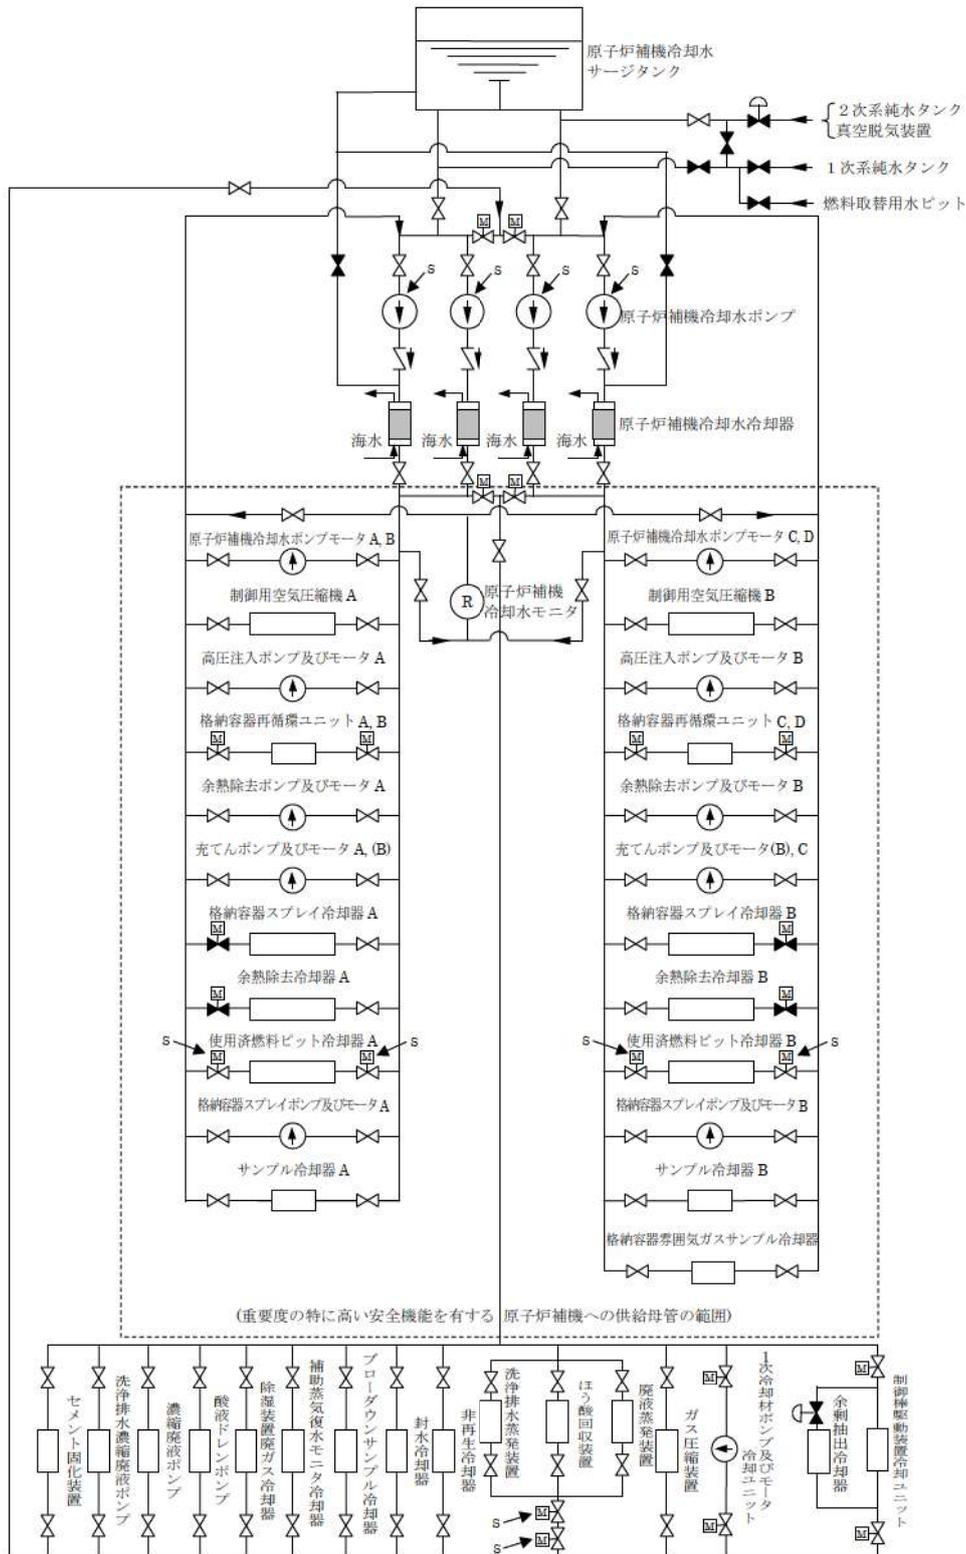 原子炉補機冷却水
サージタンク
２次系純水タンク
真空脱気装置
１次系純水タンク
燃料取替用水ピット
M M
S S S S
原子炉補機冷却水ポンプ
原子炉補機冷却水冷却器
海水 海水 海水 海水
M M
原子炉補機冷却水ポンプモータ A, B
原子炉補機冷却水ポンプモータ C, D
原子炉補機
冷却水モニタ
R
制御用空気圧縮機 A
制御用空気圧縮機 B
高圧注入ポンプ及びモータ A
高圧注入ポンプ及びモータ B
格納容器再循環ユニット A, B
格納容器再循環ユニット C, D
M M M M
余熱除去ポンプ及びモータ A
余熱除去ポンプ及びモータ B
充てんポンプ及びモータ A, (B)
充てんポンプ及びモータ(B), C
格納容器スプレイ冷却器 A
格納容器スプレイ冷却器 B
M M
余熱除去冷却器 A
余熱除去冷却器 B
M M
使用済燃料ピット冷却器 A
使用済燃料ピット冷却器 B
S M M S S M M S
格納容器スプレイポンプ及びモータ A
格納容器スプレイポンプ及びモータ B
サンプル冷却器 A
サンプル冷却器 B
格納容器雰囲気ガスサンプル冷却器
(重要度の特に高い安全機能を有する 原子炉補機への供給母管の範囲)
セメント固化装置
洗浄排水濃縮廃液ポンプ
濃縮廃液ポンプ
酸液ドレンポンプ
除湿装置廃ガス冷却器
補助蒸気復水モニタ冷却器
ブローダウンサンプル冷却器
封水冷却器
非再生冷却器
洗浄排水蒸発装置
ほう酸回収装置
廃液蒸発装置
ガス圧縮装置
１次冷却材ポンプ及びモータ
冷却ユニット
余剰抽出冷却器
制御棒駆動装置冷却ユニット
M M
S M
S M
M M